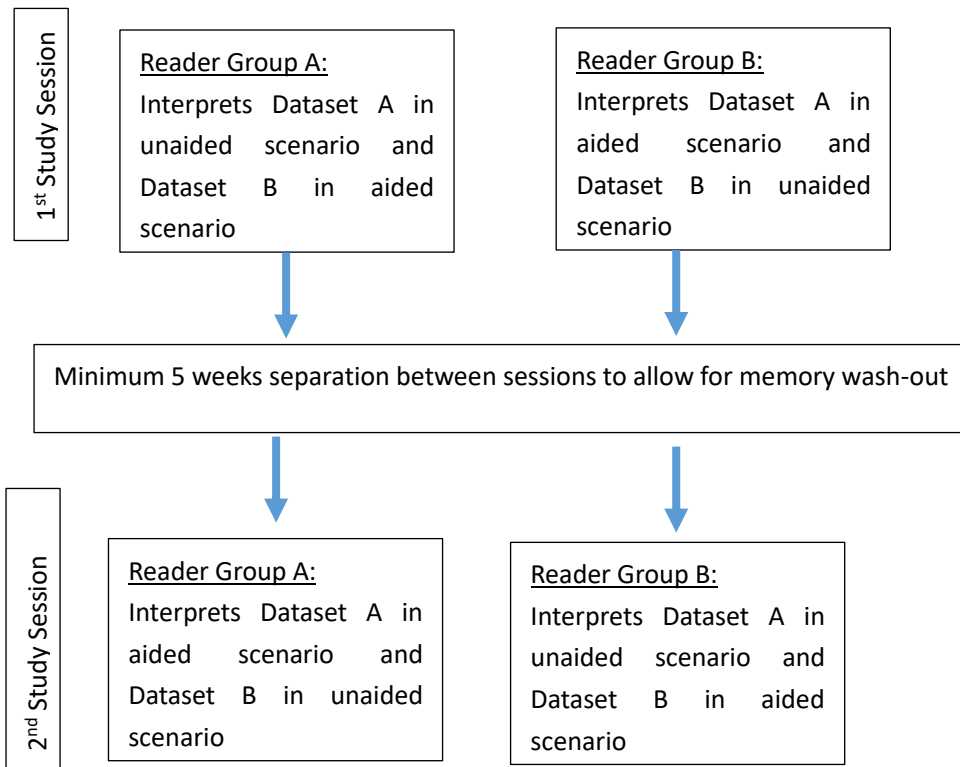 1st Study Session
Reader Group A:
Interprets Dataset A in
unaided scenario and
Dataset B in aided
scenario
Reader Group B:
Interprets Dataset A in
aided scenario and
Dataset B in unaided
scenario
Minimum 5 weeks separation between sessions to allow for memory wash-out
2nd Study Session
Reader Group A:
Interprets Dataset A in
aided scenario and
Dataset B in unaided
scenario
Reader Group B:
Interprets Dataset A in
unaided scenario and
Dataset B in aided
scenario